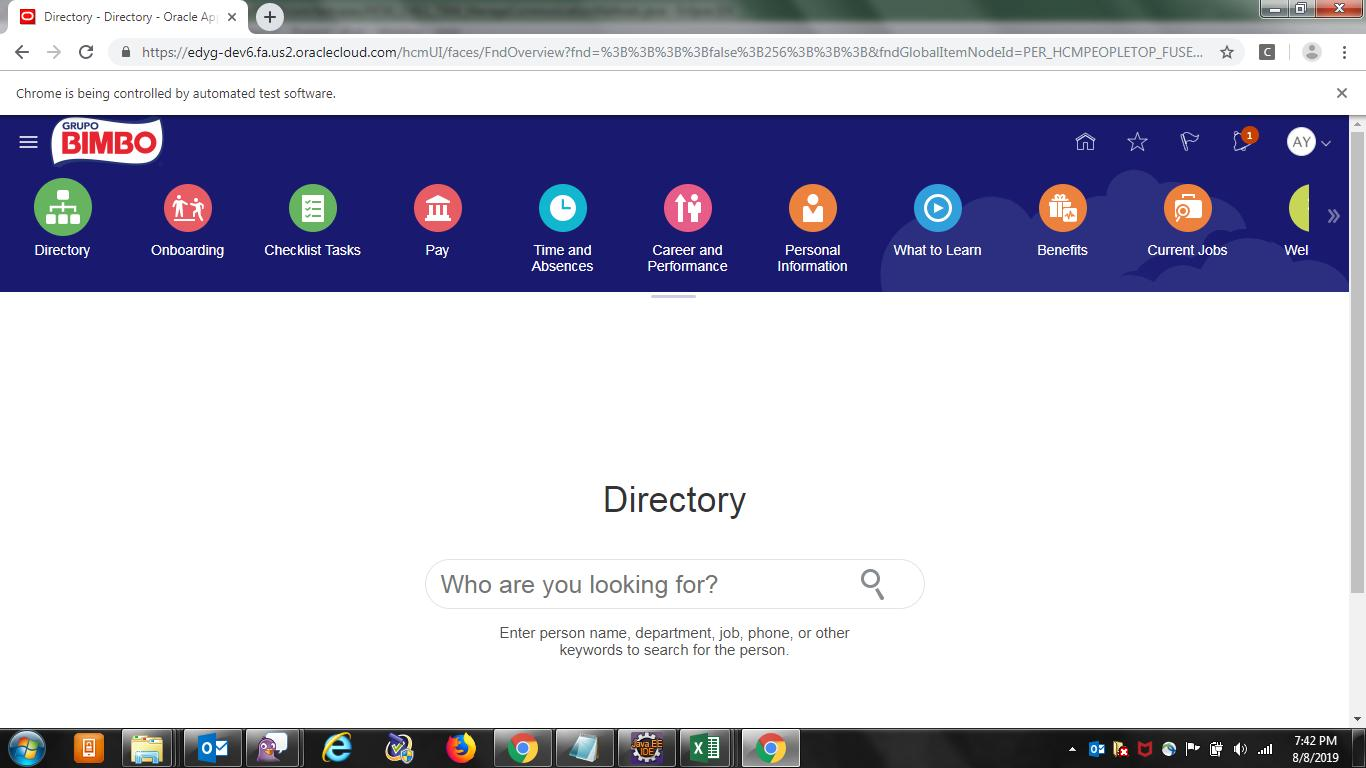 Directory - Directory - Oracle Ap
https://edyg-dev6.fa.us2.oraclecloud.com/hcmUI/faces/FndOverview?fnd=%3B%3B%3B%3Bfalse%3B256%3B%3B%3B&fndGlobalItemNodeId=PER_HCMPEOPLETOP_FUSE...
C
Chrome is being controlled by automated test software.
GRUPO
BIMBO
1
AY
Directory
Onboarding
Checklist Tasks
Pay
Time and
Absences
Career and
Performance
Personal
Information
What to Learn
Benefits
Current Jobs
Wel
Directory
Who are you looking for?
Enter person name, department, job, phone, or other
keywords to search for the person.
Java EE
IDE
7:42 PM
8/8/2019